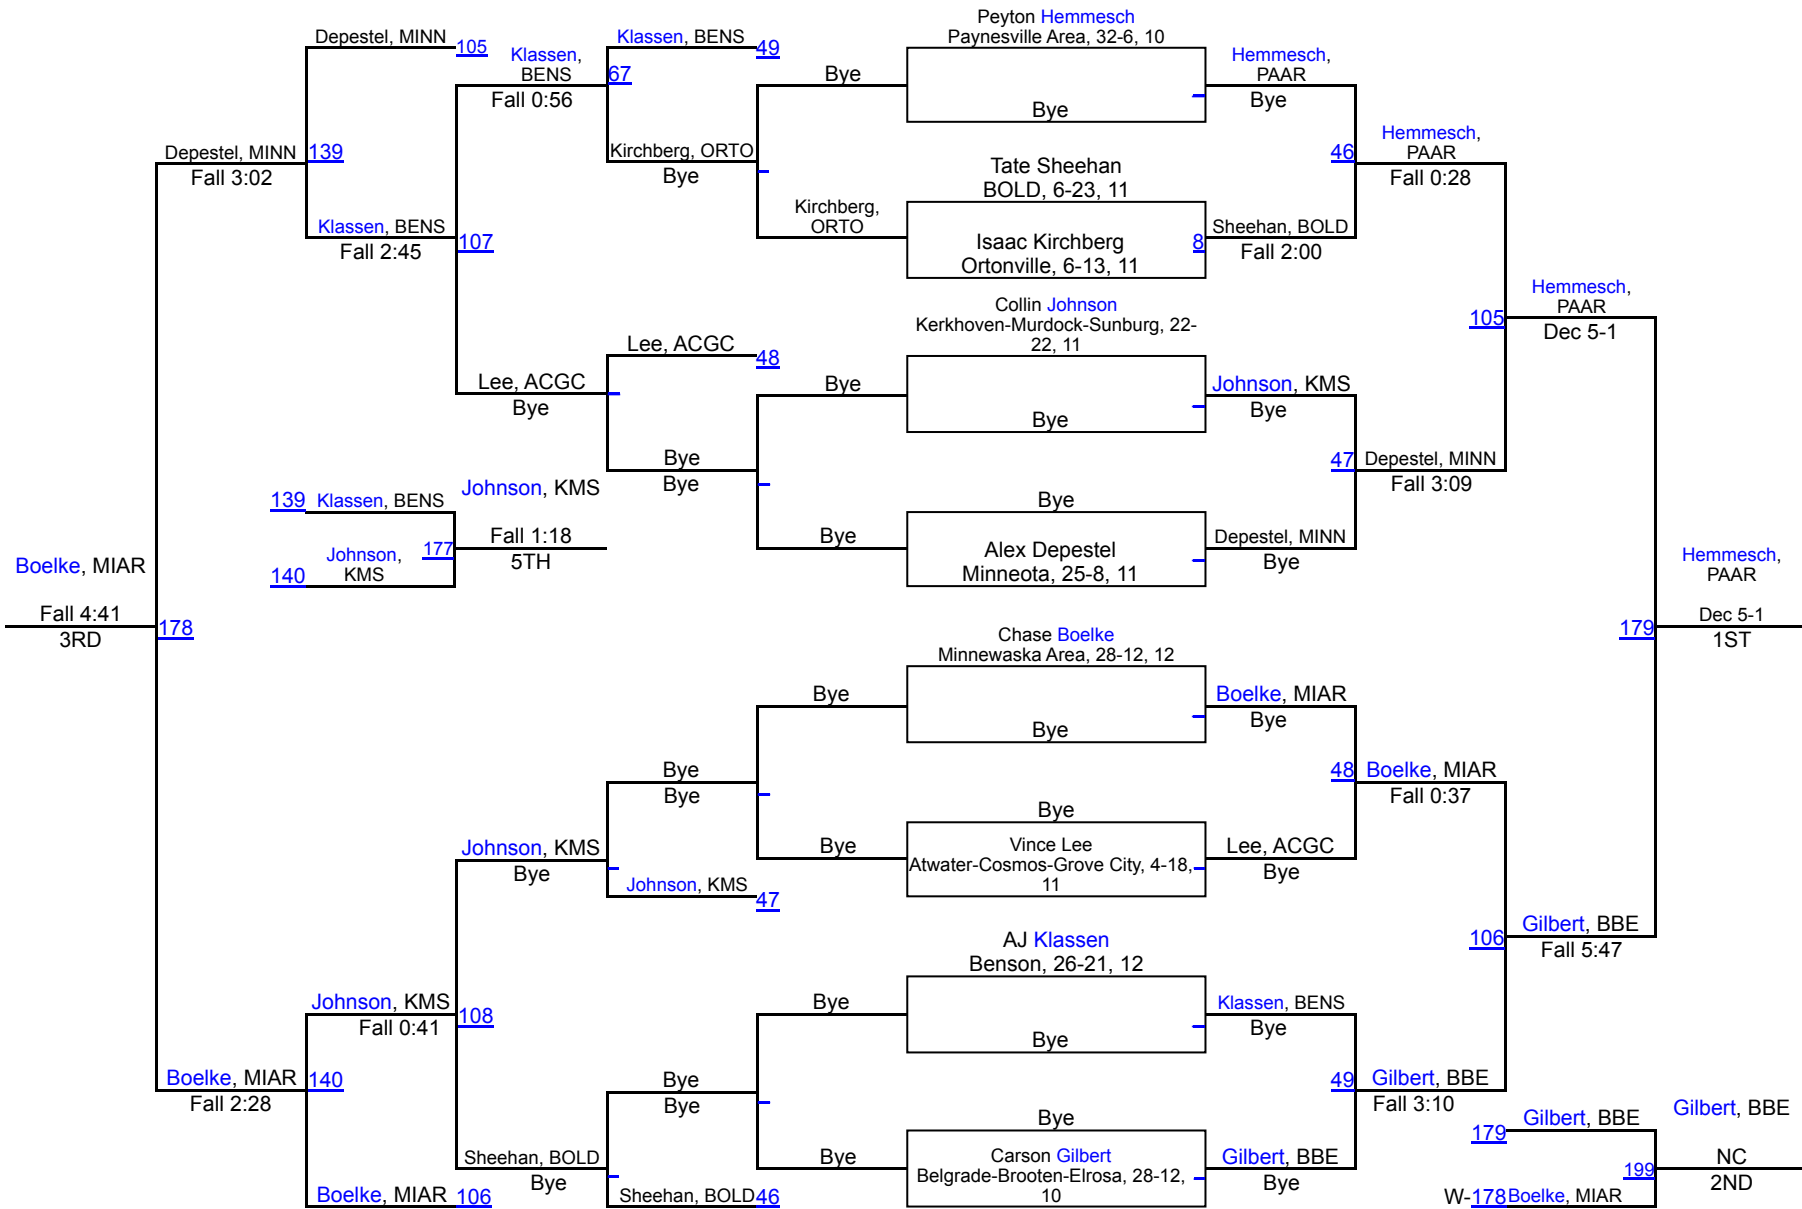 Peyton Hemmesch
Paynesville Area, 32-6, 10
Bye
Tate Sheehan
BOLD, 6-23, 11
Isaac Kirchberg
Ortonville, 6-13, 11
8
Collin Johnson
Kerkhoven-Murdock-Sunburg, 22-
22, 11
Bye
Bye
Alex Depestel
Minneota, 25-8, 11
Chase Boelke
Minnewaska Area, 28-12, 12
Bye
Bye
Vince Lee
Atwater-Cosmos-Grove City, 4-18,
11
AJ Klassen
Benson, 26-21, 12
Bye
Bye
Carson Gilbert
Belgrade-Brooten-Elrosa, 28-12,
10
Hemmesch,
PAAR
Bye
46
Sheehan, BOLD
Fall 2:00
Johnson, KMS
Bye
47
Depestel, MINN
Bye
Boelke, MIAR
Bye
48
Lee, ACGC
Bye
Klassen, BENS
Bye
49
Gilbert, BBE
Bye
Hemmesch,
PAAR
Fall 0:28
105
Depestel, MINN
Fall 3:09
Boelke, MIAR
Fall 0:37
106
Gilbert, BBE
Fall 3:10
Hemmesch,
PAAR
Dec 5-1
179
Gilbert, BBE
Fall 5:47
Hemmesch,
PAAR
Dec 5-1
1ST
Gilbert, BBE
179
199
W-178 Boelke, MIAR
Gilbert, BBE
NC
2ND
Bye
Kirchberg,
ORTO
Bye
Bye
Bye
Bye
Bye
Bye
Klassen, BENS
49
67
Kirchberg, ORTO
Bye
Lee, ACGC
48
Bye
Bye
Bye
Bye
Johnson, KMS
47
Bye
Bye
Sheehan, BOLD
46
Klassen,
BENS
Fall 0:56
107
Lee, ACGC
Bye
Johnson, KMS
Bye
108
Sheehan, BOLD
Bye
Depestel, MINN
105
139
Klassen, BENS
Fall 2:45
139
Klassen, BENS
177
140
Johnson,
KMS
Johnson, KMS
Fall 1:18
5TH
Johnson, KMS
Fall 0:41
140
Boelke, MIAR
106
Depestel, MINN
Fall 3:02
178
Boelke, MIAR
Fall 2:28
Boelke, MIAR
Fall 4:41
3RD